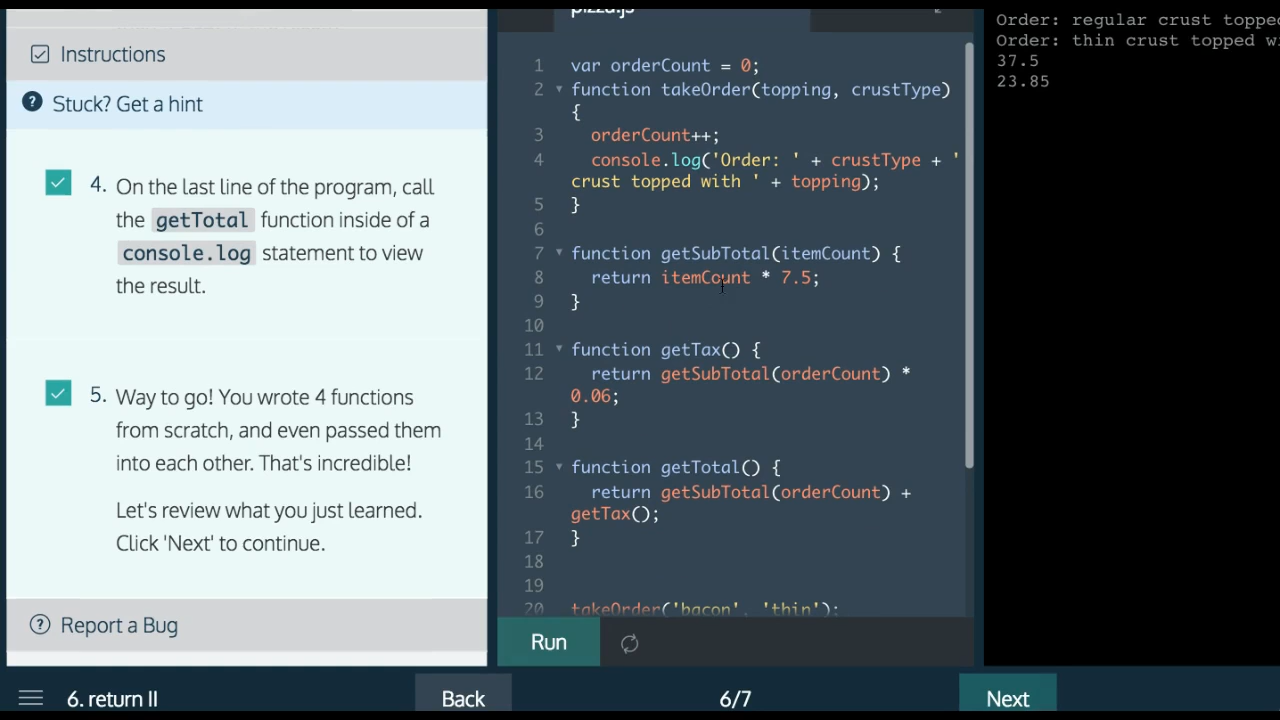 Instructions
Stuck? Get a hint
4. On the last line of the program, call
the getTotal function inside of a
console.log statement to view
the result.
5. Way to go! You wrote 4 functions
from scratch, and even passed them
into each other. That's incredible!
Let's review what you just learned.
Click 'Next' to continue.
Report a Bug
pizza.js
1 var orderCount = 0;
2 function takeOrder(topping, crustType)
{
3 orderCount++;
4 console.log('Order: ' + crustType + '
crust topped with ' + topping);
5 }
6
7 function getSubTotal(itemCount) {
8 return itemCount * 7.5;
9 }
10
11 function getTax() {
12 return getSubTotal(orderCount) *
0.06;
13 }
14
15 function getTotal() {
16 return getSubTotal(orderCount) +
getTax();
17 }
18
19
20 takeOrder('bacon', 'thin');
Run
Order: regular crust topped
Order: thin crust topped wi
37.5
23.85
6. return II
Back
6/7
Next